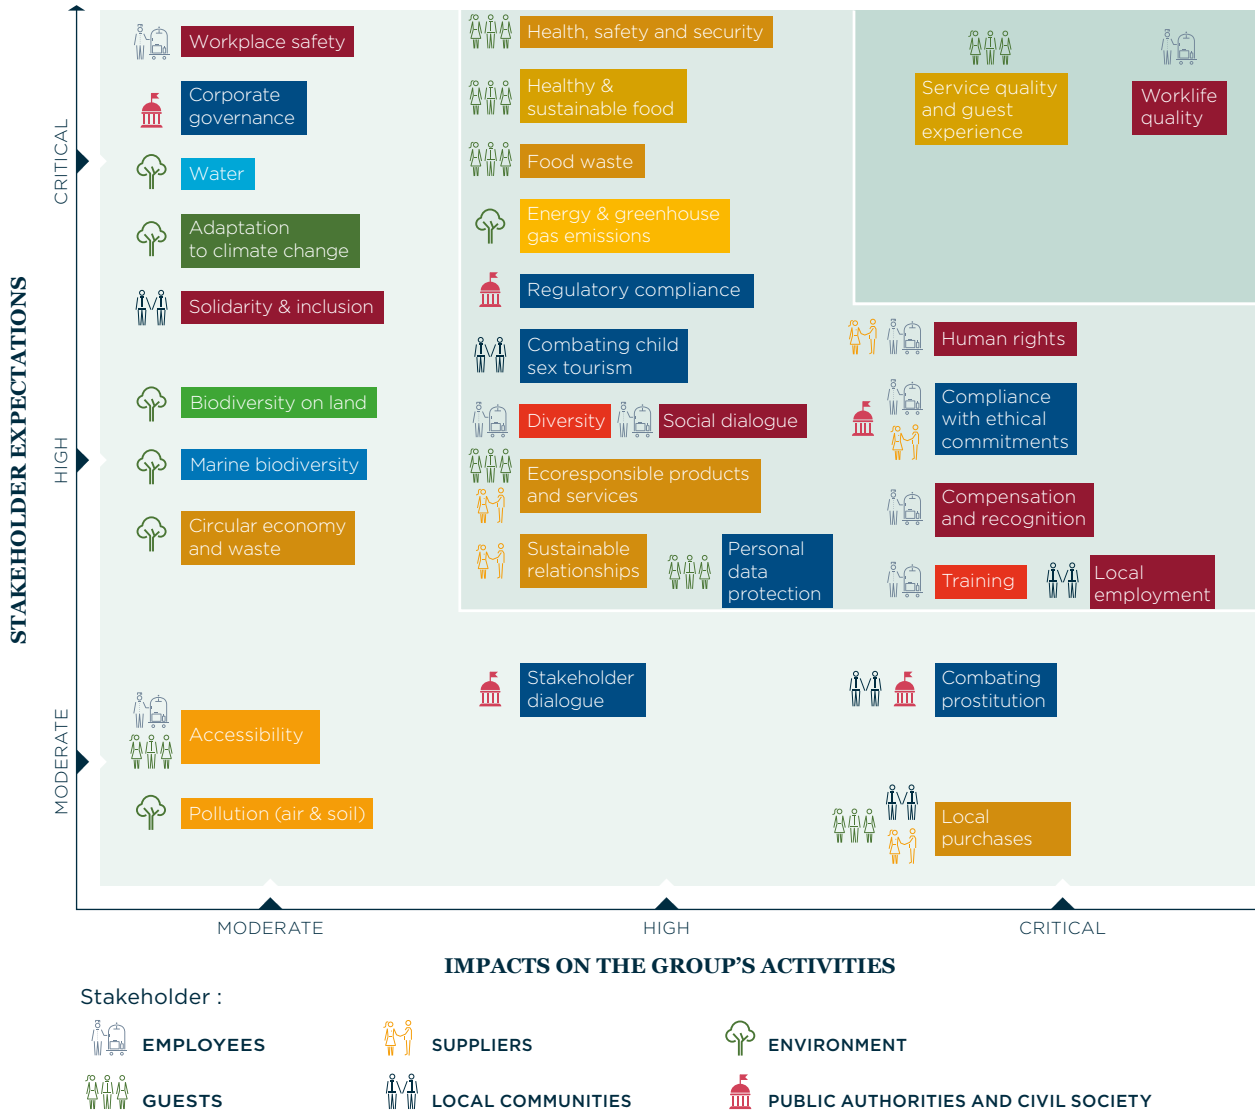 STAKEHOLDER EXPECTATIONS
CRITICAL
HIGH
MODERATE
Workplace safety
Corporate
governance
Water
Adaptation
to climate change
Solidarity & inclusion
Biodiversity on land
Marine biodiversity
Circular economy
and waste
Accessibility
Pollution (air & soil)
Health, safety and security
Healthy &
sustainable food
Food waste
Energy & greenhouse
gas emissions
Regulatory compliance
Combating child
sex tourism
Diversity
Social dialogue
Ecoresponsible products
and services
Sustainable
relationships
Personal
data
protection
Stakeholder
dialogue
Service quality
and guest
experience
Worklife
quality
Human rights
Compliance
with ethical
commitments
Compensation
and recognition
Training
Local
employment
Combating
prostitution
Local
purchases
MODERATE
HIGH
CRITICAL
IMPACTS ON THE GROUP'S ACTIVITIES
Stakeholder :
EMPLOYEES
SUPPLIERS
ENVIRONMENT
GUESTS
LOCAL COMMUNITIES
PUBLIC AUTHORITIES AND CIVIL SOCIETY